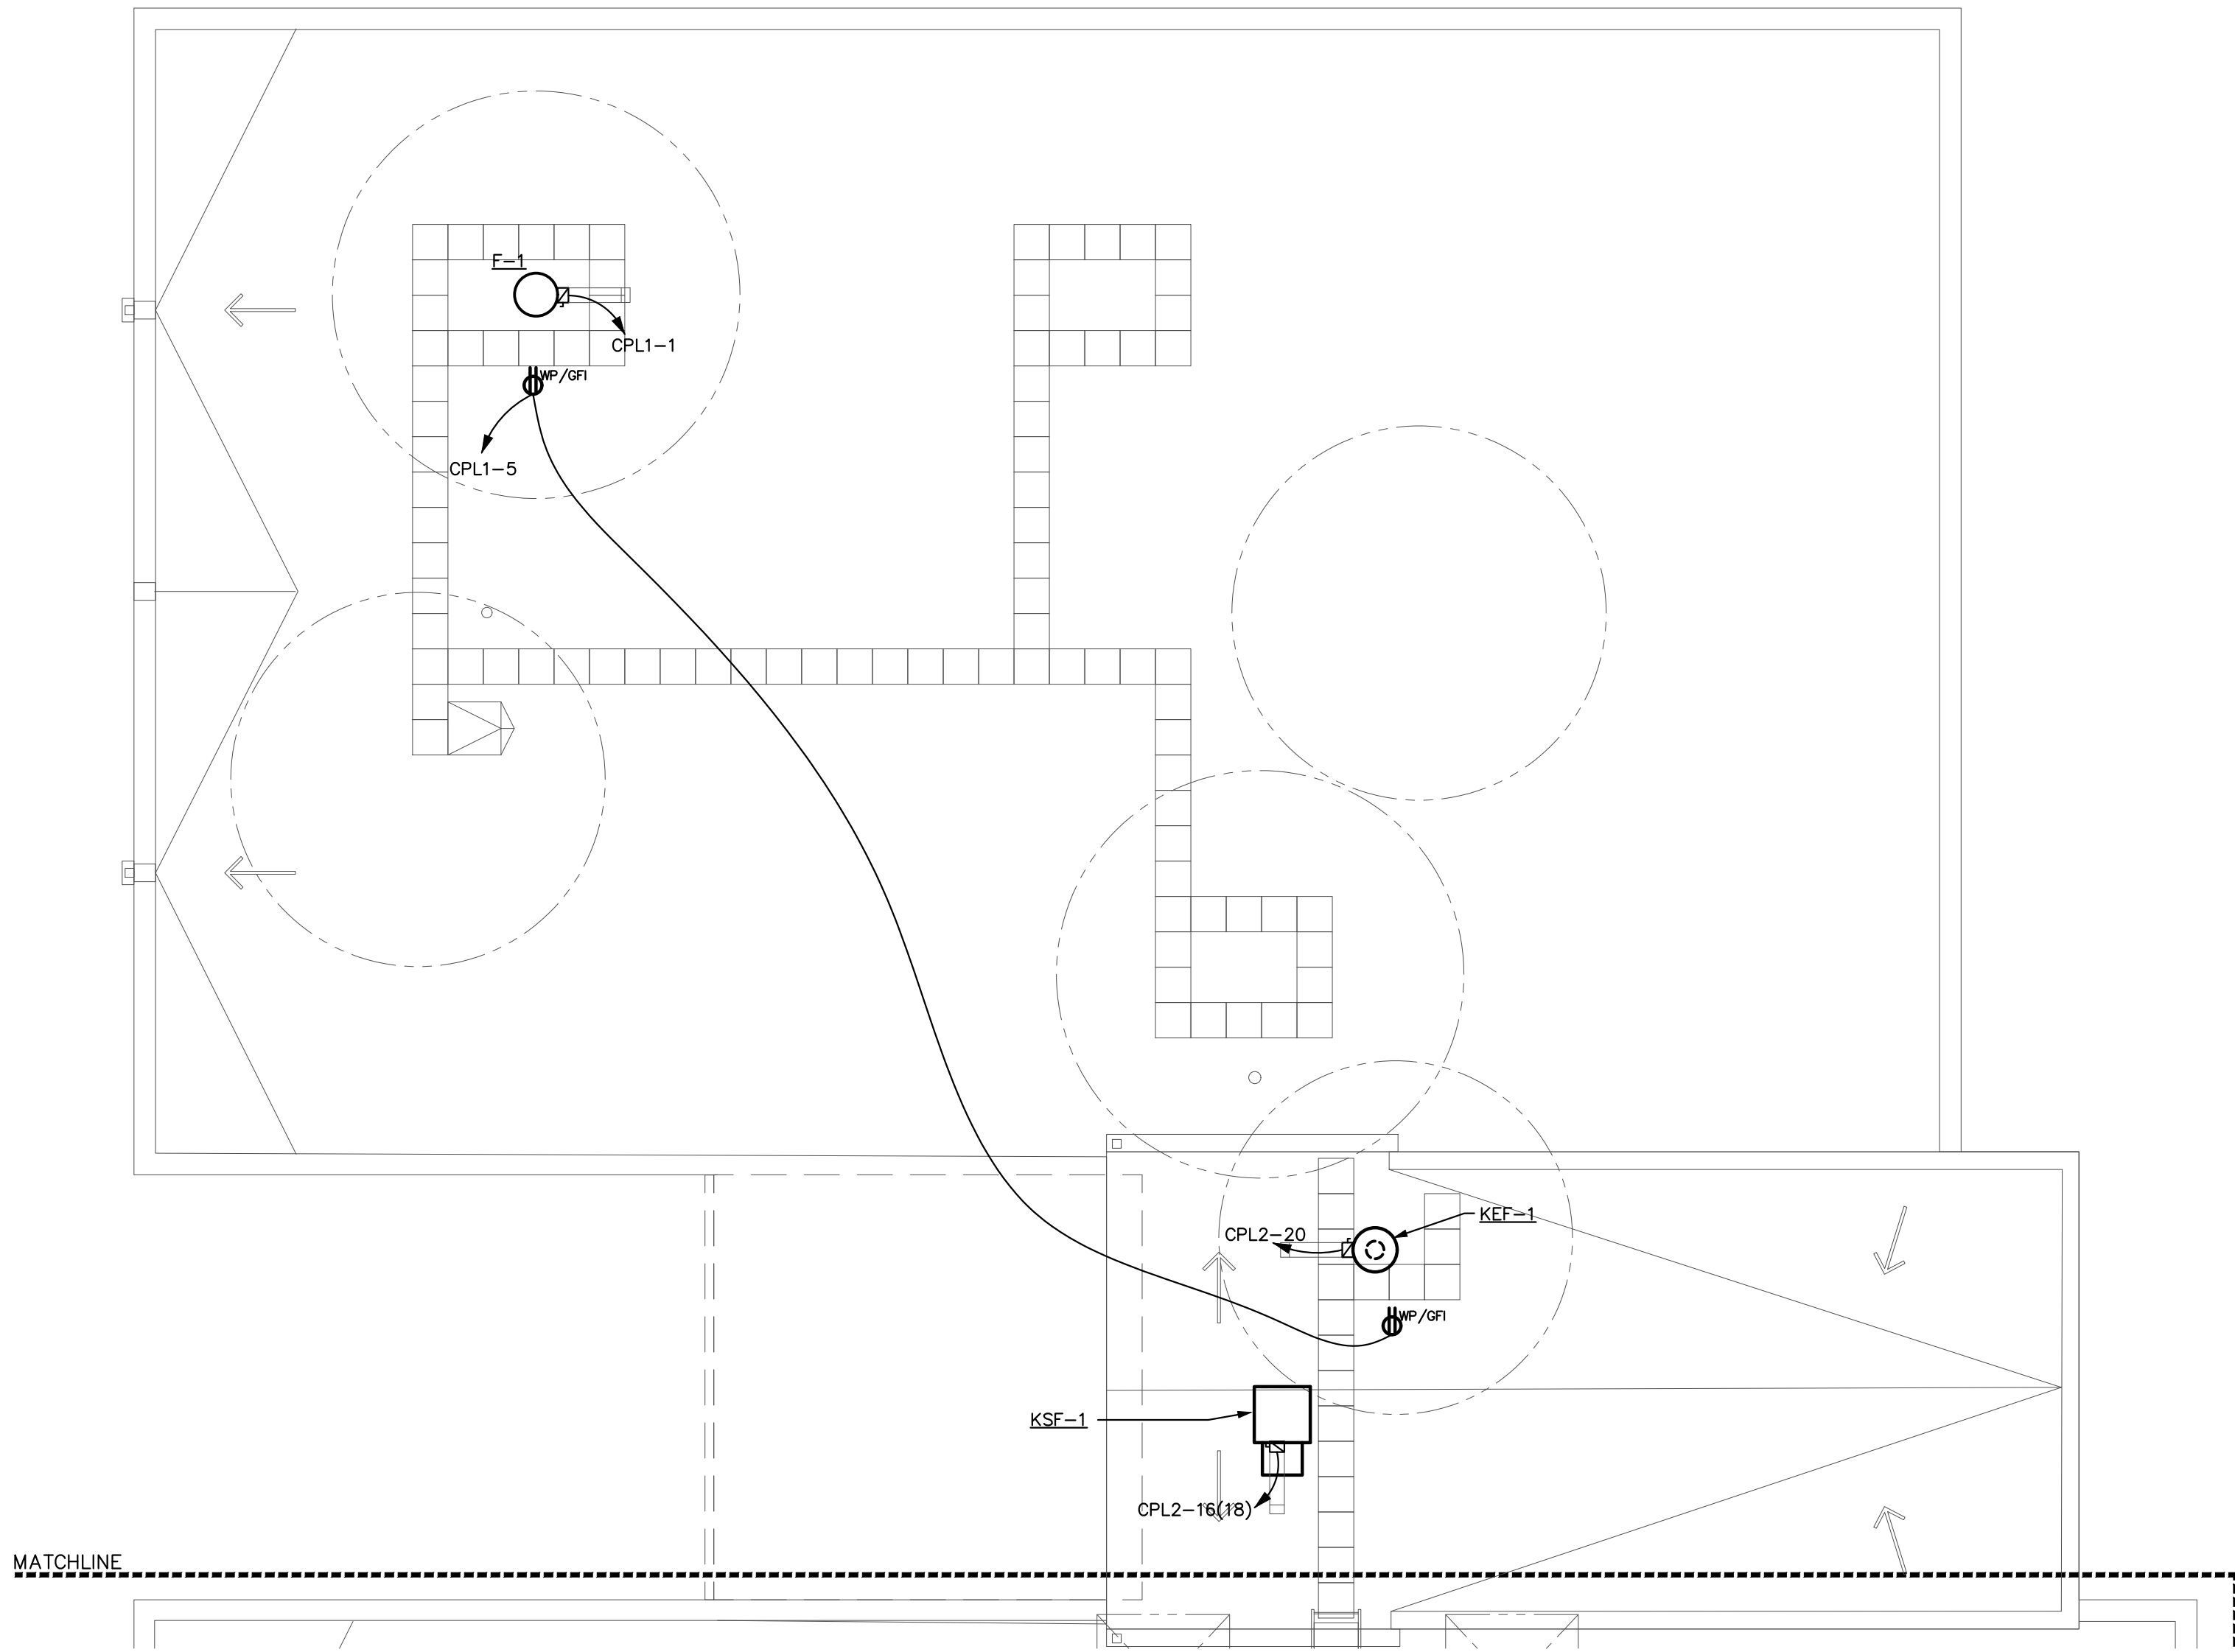 F-1
CPL1-1
WP/GFI
CPL1-5
KEF-1
CPL2-20
WP/GFI
KSF-1
CPL2-16(18)
MATCHLINE